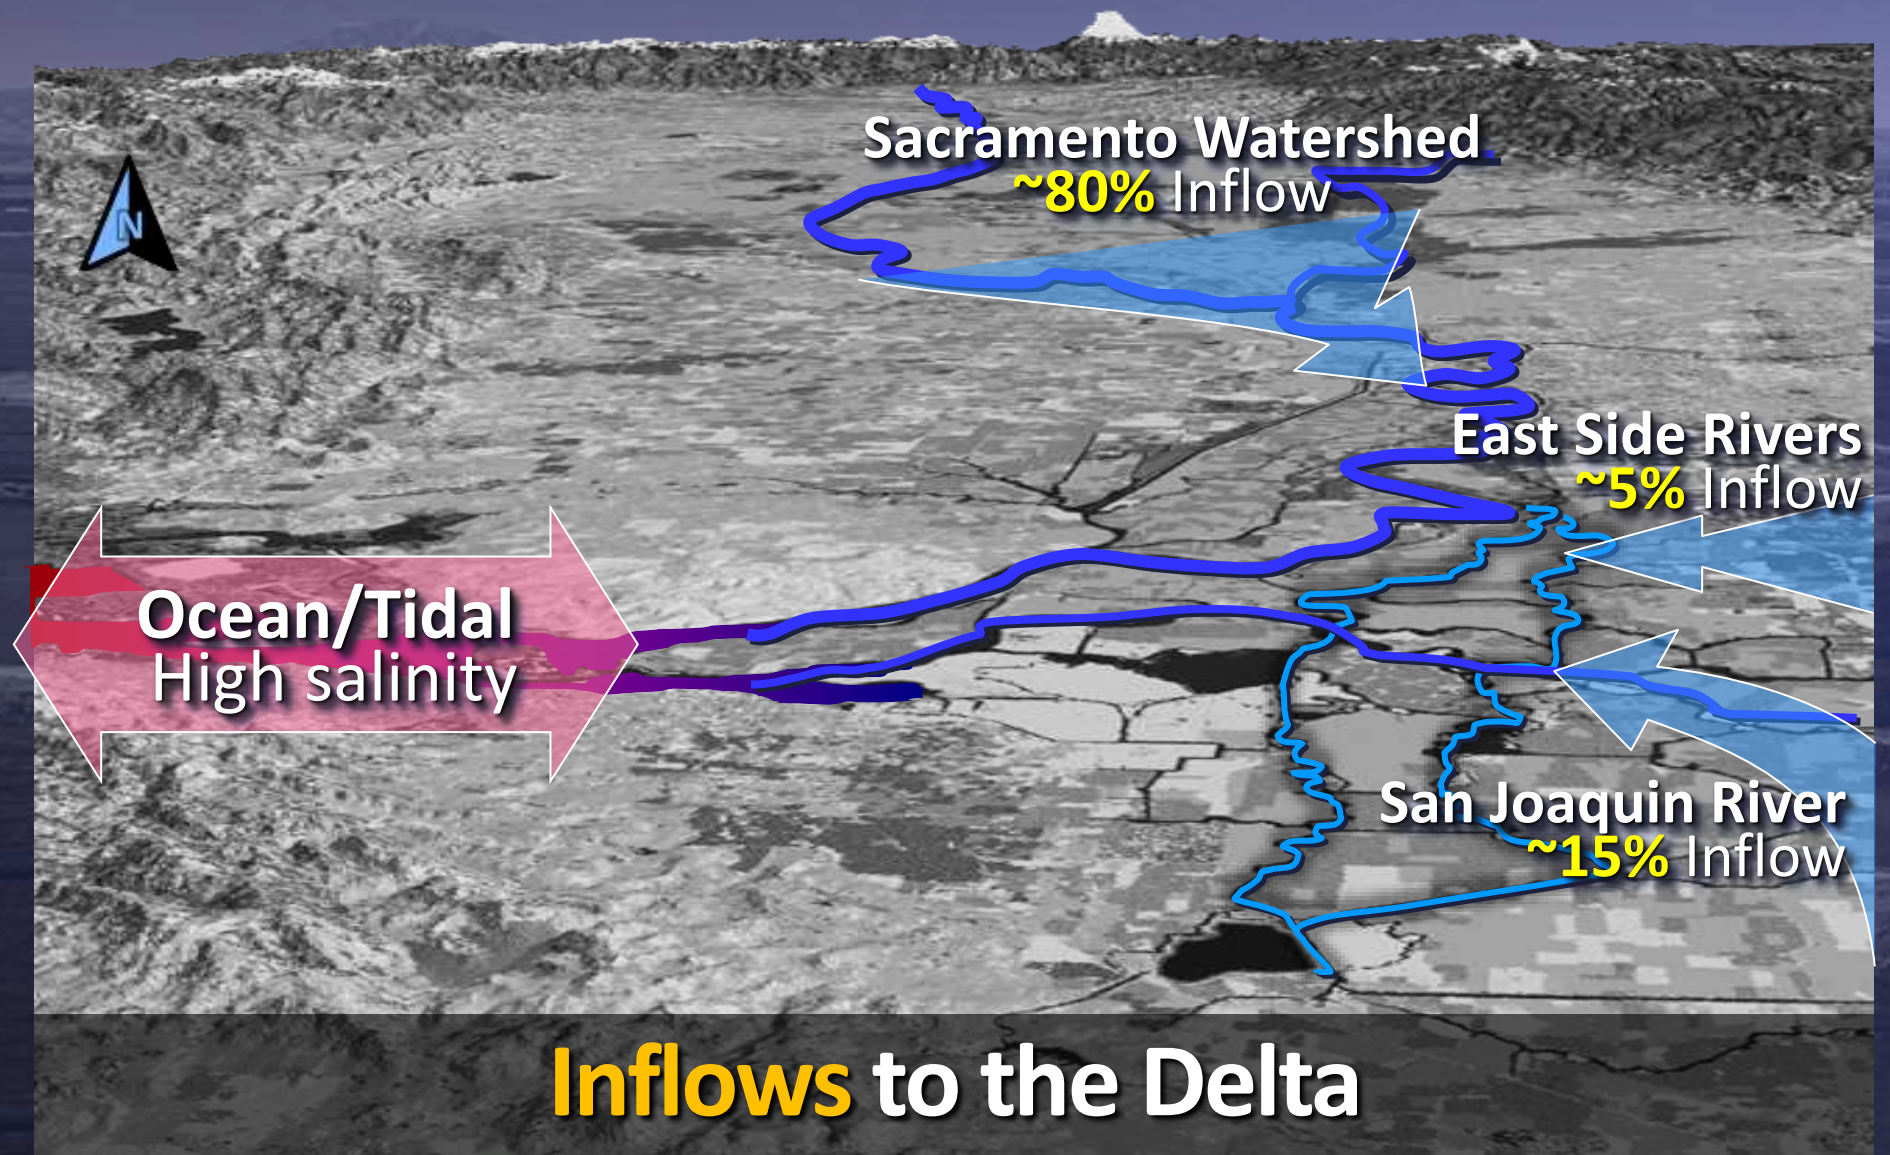 Sacramento Watershed
~80% Inflow
N
East Side Rivers
~5% Inflow
Ocean/Tidal
High salinity
San Joaquin River
~15% Inflow
Inflows to the Delta